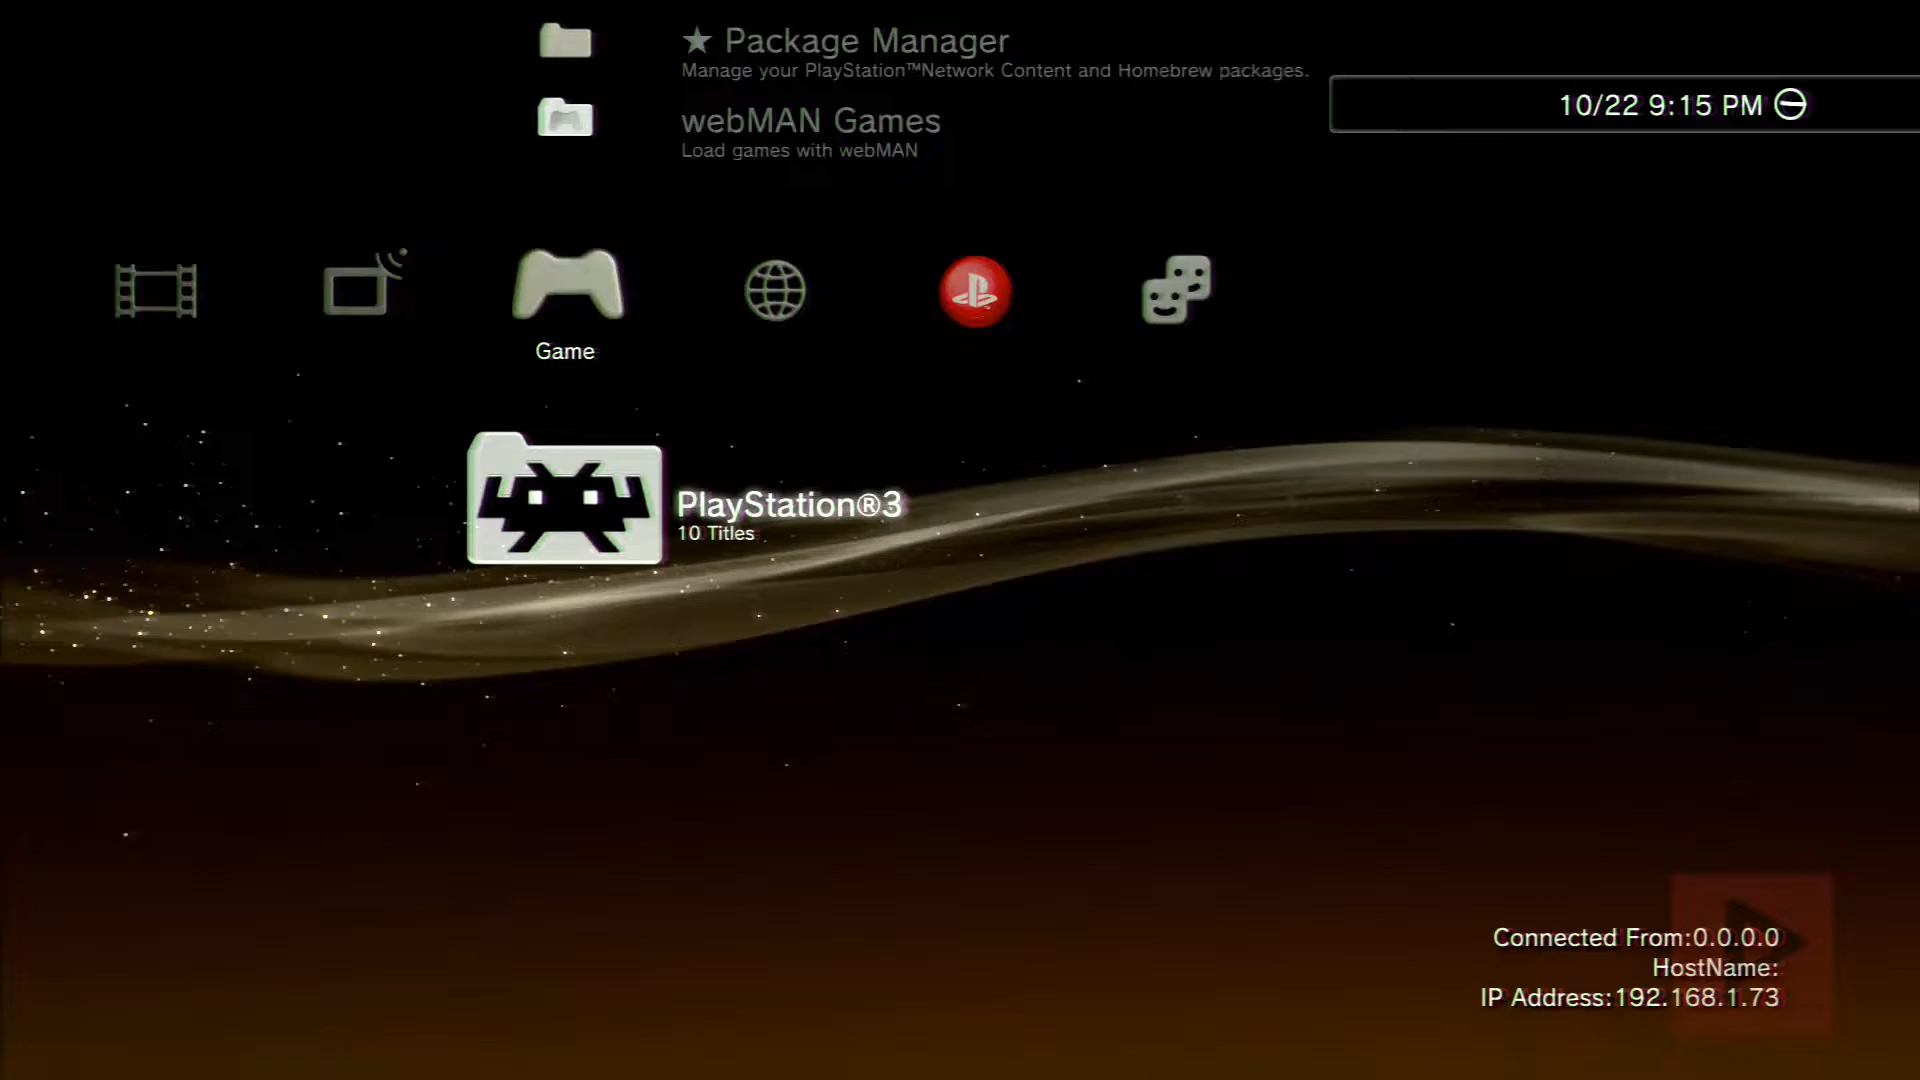 ★ Package Manager
Manage your PlayStation™Network Content and Homebrew packages.
10/22 9:15 PM
webMAN Games
Load games with webMAN
Game
PlayStation®3
10 Titles
Connected From:0.0.0.0
HostName:
IP Address:192.168.1.73